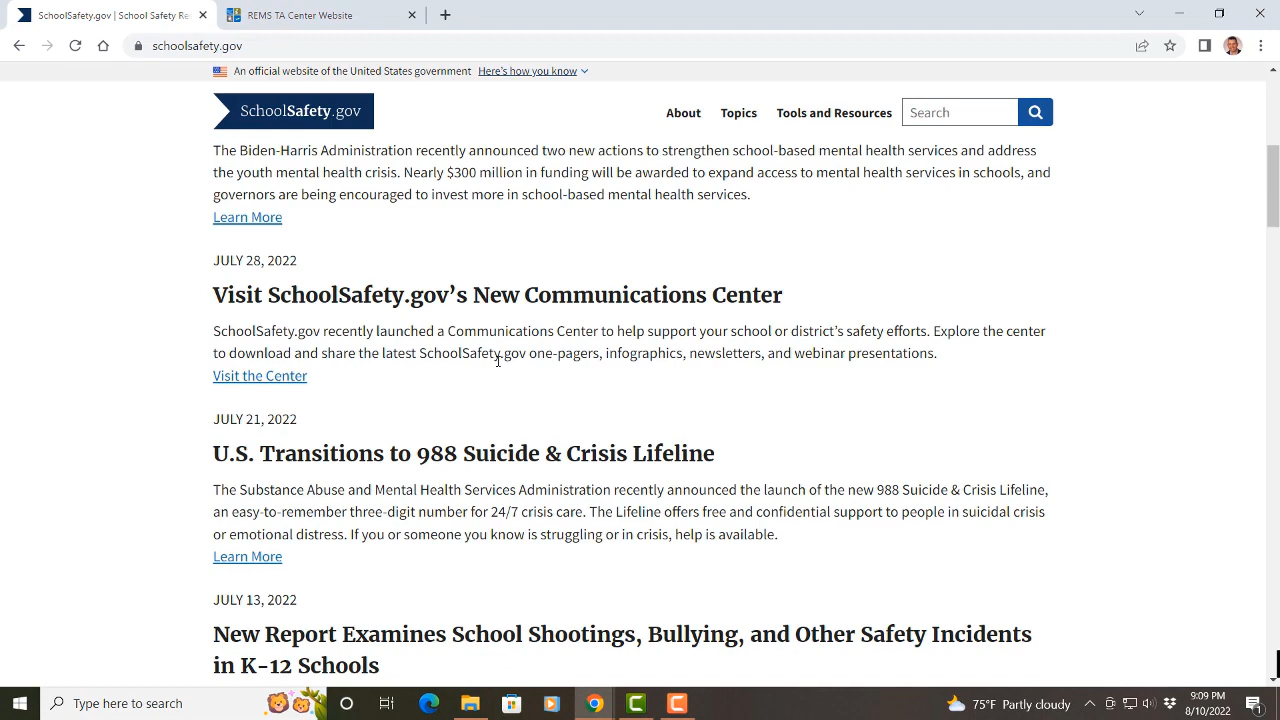 SchoolSafety.gov | School Safety Res
REMS TA Center Website
schoolsafety.gov
An official website of the United States government Here's how you know
SchoolSafety.gov
About Topics Tools and Resources Search
The Biden-Harris Administration recently announced two new actions to strengthen school-based mental health services and address
the youth mental health crisis. Nearly $300 million in funding will be awarded to expand access to mental health services in schools, and
governors are being encouraged to invest more in school-based mental health services.
Learn More
JULY 28, 2022
Visit SchoolSafety.gov’s New Communications Center
SchoolSafety.gov recently launched a Communications Center to help support your school or district’s safety efforts. Explore the center
to download and share the latest SchoolSafety.gov one-pagers, infographics, newsletters, and webinar presentations.
Visit the Center
JULY 21, 2022
U.S. Transitions to 988 Suicide & Crisis Lifeline
The Substance Abuse and Mental Health Services Administration recently announced the launch of the new 988 Suicide & Crisis Lifeline,
an easy-to-remember three-digit number for 24/7 crisis care. The Lifeline offers free and confidential support to people in suicidal crisis
or emotional distress. If you or someone you know is struggling or in crisis, help is available.
Learn More
JULY 13, 2022
New Report Examines School Shootings, Bullying, and Other Safety Incidents
in K-12 Schools
Type here to search
75°F Partly cloudy
9:09 PM
8/10/2022
1